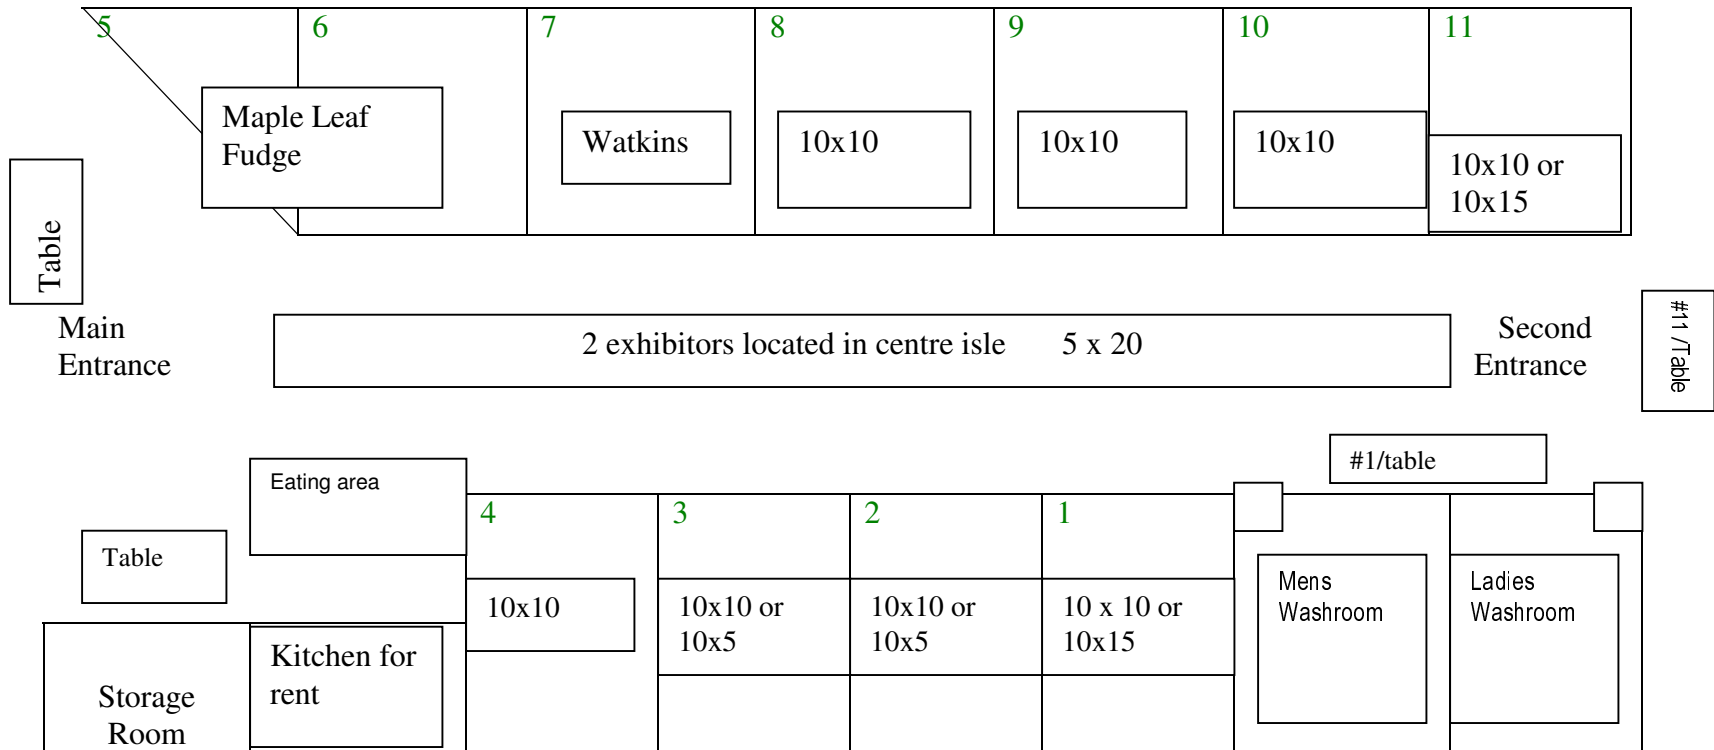 5
6
7
8
9
10
11
Maple Leaf
Fudge
Watkins
10x10
10x10
10x10
10x10 or
10x15
Table
Main
Entrance
2 exhibitors located in centre isle 5 x 20
Second
Entrance
#11 /Table
#1/table
Eating area
4
3
2
1
Table
10x10
10x10 or
10x5
10x10 or
10x5
10 x 10 or
10x15
Mens
Washroom
Ladies
Washroom
Kitchen for
rent
Storage
Room